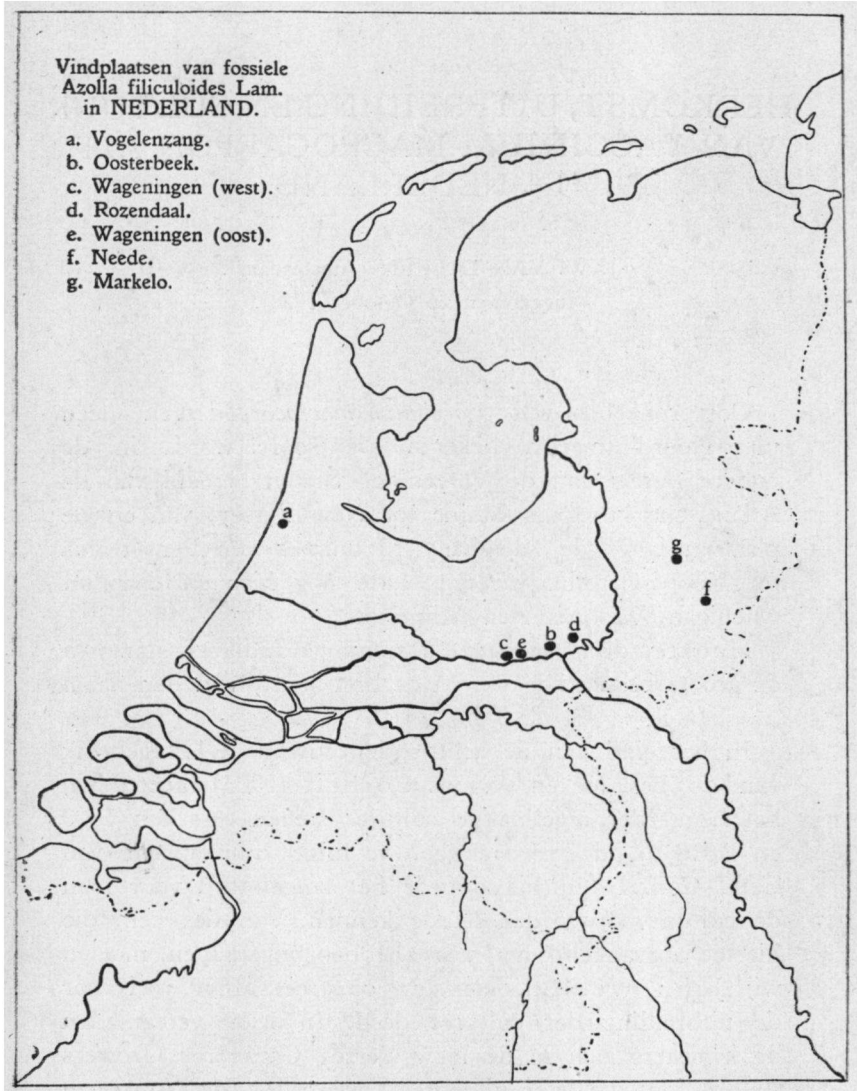 Vindplaatsen van fossiele
Azolla filiculoides Lam.
in NEDERLAND.
a. Vogelenzang.
b. Oosterbeek.
c. Wageningen (west).
d. Rozendaal.
e. Wageningen (oost).
f. Neede.
g. Markelo.
a
g
f
d
b
c e